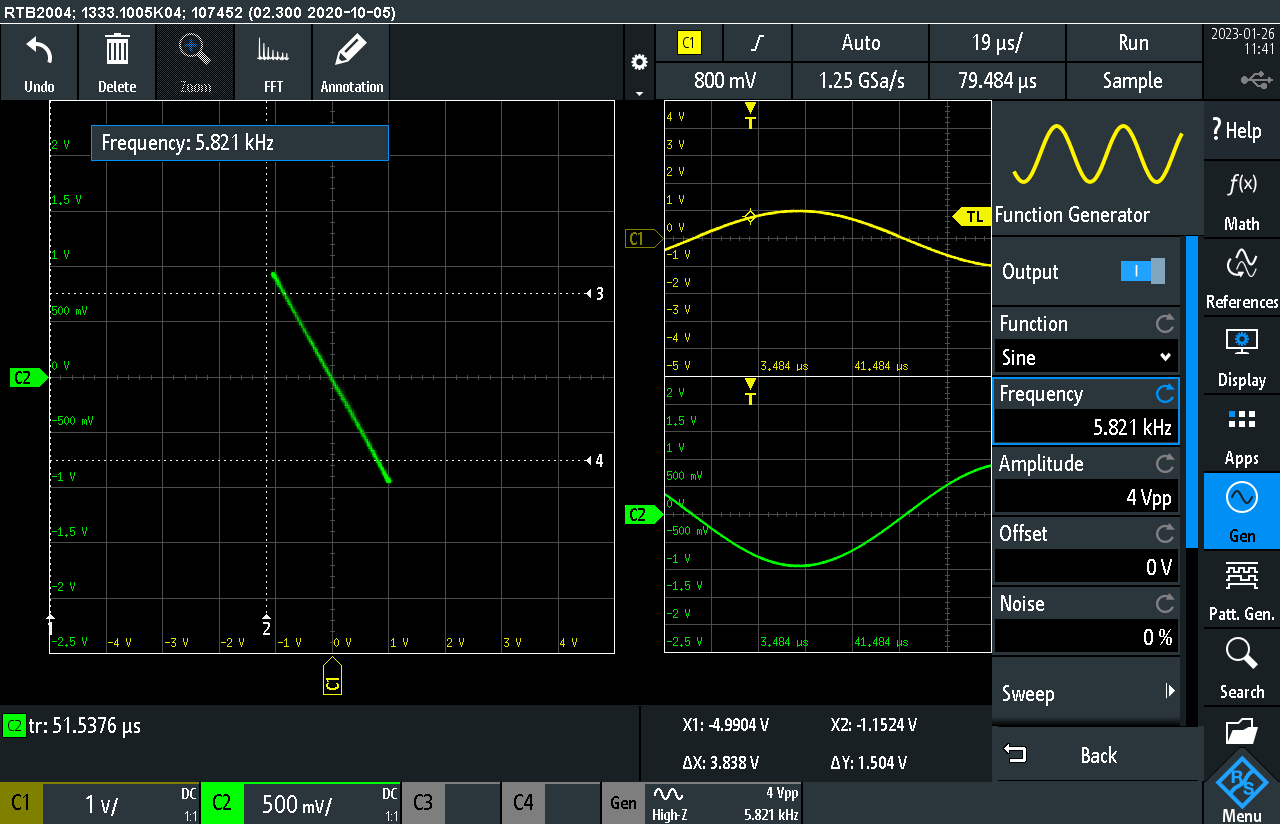 RTB2004; 1333.1005K04; 107452 (02.300 2020-10-05)
Undo
Delete
Zoom
FFT
Annotation
C1
Auto
19 µs/
Run
800 mV
1.25 GSa/s
79.484 µs
Sample
2023-01-26
11:41
Frequency: 5.821 kHz
2 V
1.5 V
1 V
500 mV
0 V
-500 mV
-1 V
-1.5 V
-2 V
-2.5 V
-4 V
-3 V
-2 V
-1 V
0 V
1 V
2 V
3 V
4 V
1
2
3
4
C2
C1
T
TL
C1
4 V
3 V
2 V
1 V
0 V
-1 V
-2 V
-3 V
-4 V
-5 V
3.484 µs
41.484 µs
T
C2
2 V
1.5 V
1 V
500 mV
0 V
-500 mV
-1 V
-1.5 V
-2 V
-2.5 V
3.484 µs
41.484 µs
Function Generator
Output
I
Function
Sine
Frequency
5.821 kHz
Amplitude
4 Vpp
Offset
0 V
Noise
0 %
Sweep
Back
? Help
f(x)
Math
References
Display
Apps
Gen
Patt. Gen.
Search
R S
Menu
C2 tr: 51.5376 µs
X1: -4.9904 V
X2: -1.1524 V
ΔX: 3.838 V
ΔY: 1.504 V
C1
1 V/
DC
1:1
C2
500 mV/
DC
1:1
C3
C4
Gen
High-Z
4 Vpp
5.821 kHz